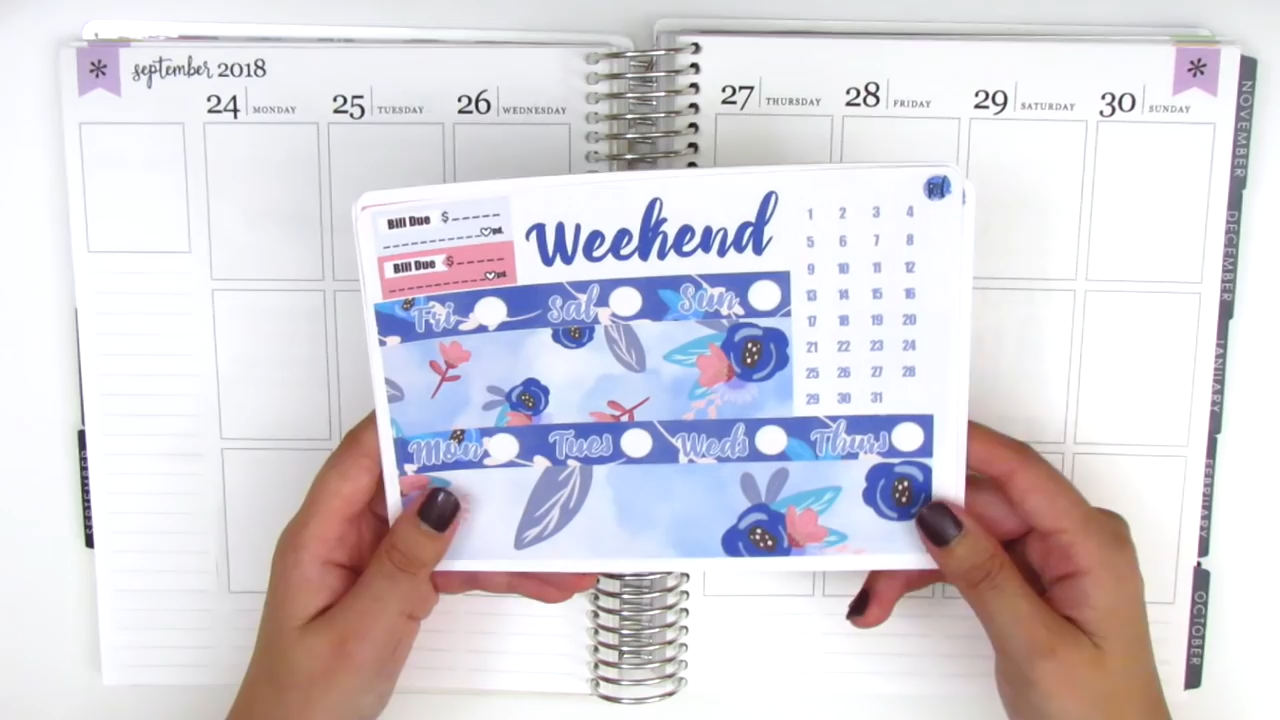 september 2018
24 MONDAY
25 TUESDAY
26 WEDNESDAY
27 THURSDAY
28 FRIDAY
29 SATURDAY
30 SUNDAY
Bill Due $
pd.
Bill Due $
pd.
Weekend
Fri Sat Sun
Mon Tues Weds Thurs
1 2 3 4
5 6 7 8
9 10 11 12
13 14 15 16
17 18 19 20
21 22 23 24
25 26 27 28
29 30 31
SEPTEMBER
NOVEMBER
DECEMBER
JANUARY
FEBRUARY
OCTOBER